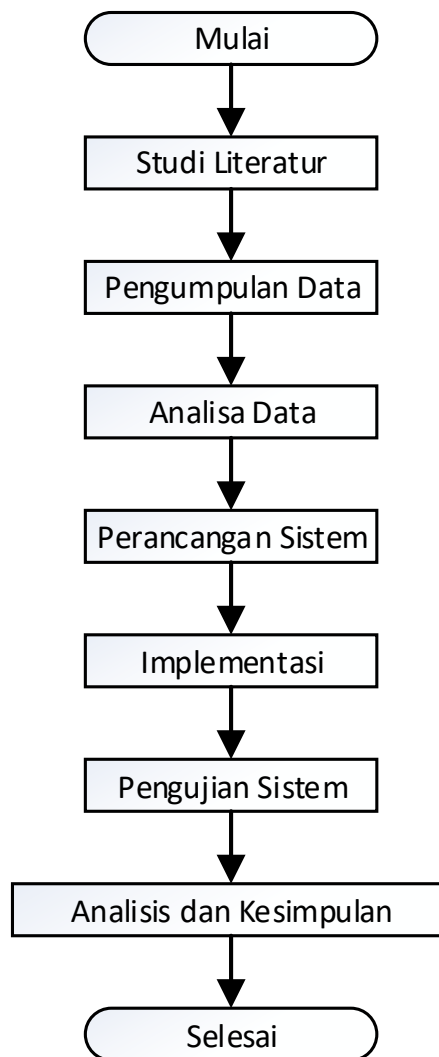 Mulai
Studi Literatur
Pengumpulan Data
Analisa Data
Perancangan Sistem
Implementasi
Pengujian Sistem
Analisis dan Kesimpulan
Selesai